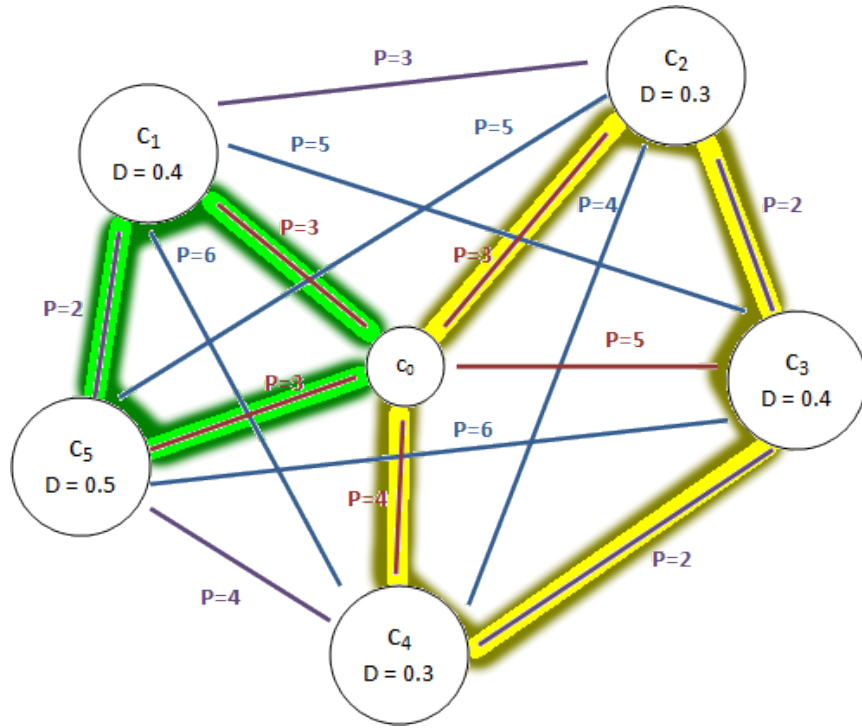 P=3
C2
D = 0.3
C1
D = 0.4
P=5
P=5
P=2
P=4
P=3
P=6
P=3
P=2
P=5
C0
C3
D = 0.4
P=3
P=6
C5
D = 0.5
P=4
P=2
P=4
C4
D = 0.3